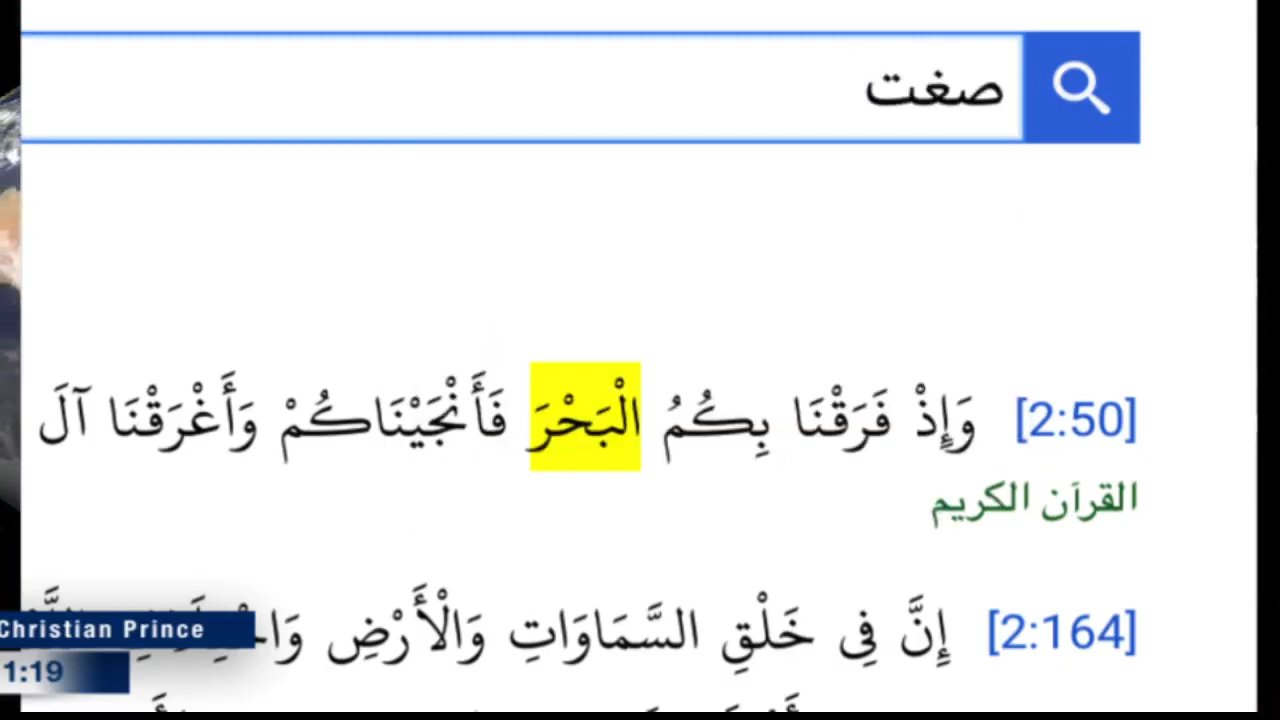 صغت
[2:50] وَإِذْ فَرَقْنَا بِكُمُ الْبَحْرَ فَأَنْجَيْنَاكُمْ وَأَغْرَقْنَا آلَ
القرآن الكريم
[2:164] إِنَّ فِي خَلْقِ السَّمَاوَاتِ وَالْأَرْضِ
Christian Prince
1:19